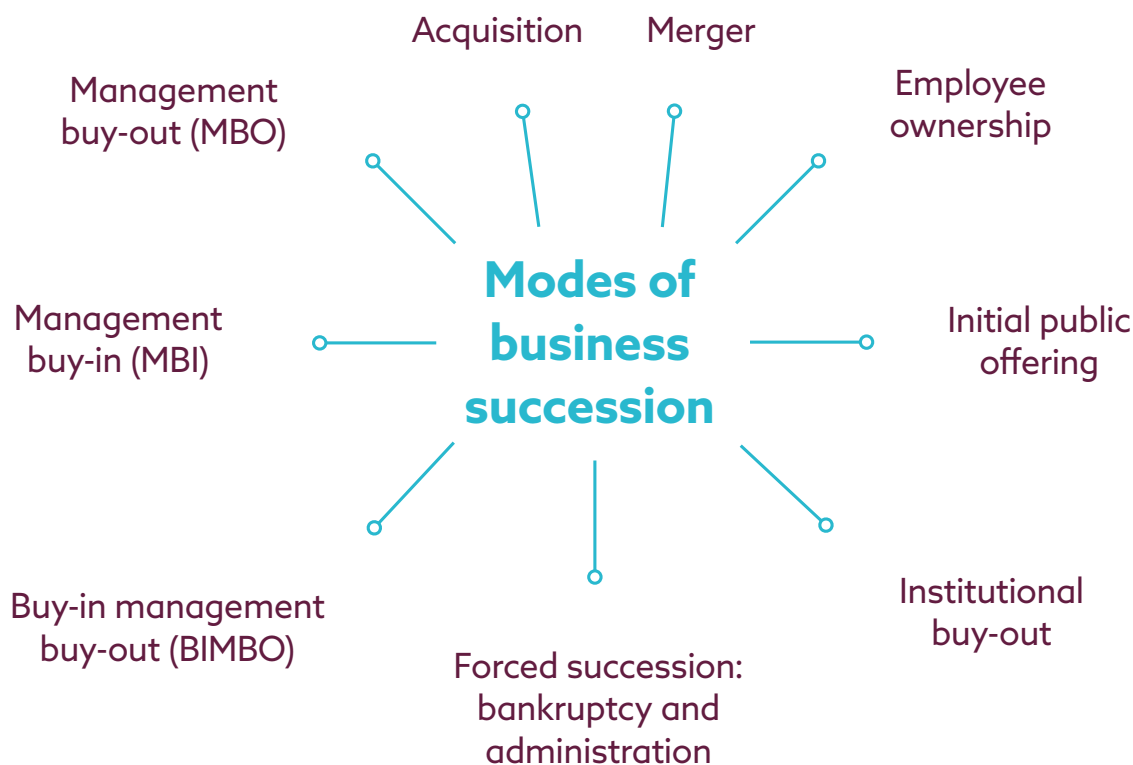 Acquisition
Merger
Management
buy-out (MBO)
Employee
ownership
Modes of
business
succession
Management
buy-in (MBI)
Initial public
offering
Buy-in management
buy-out (BIMBO)
Institutional
buy-out
Forced succession:
bankruptcy and
administration